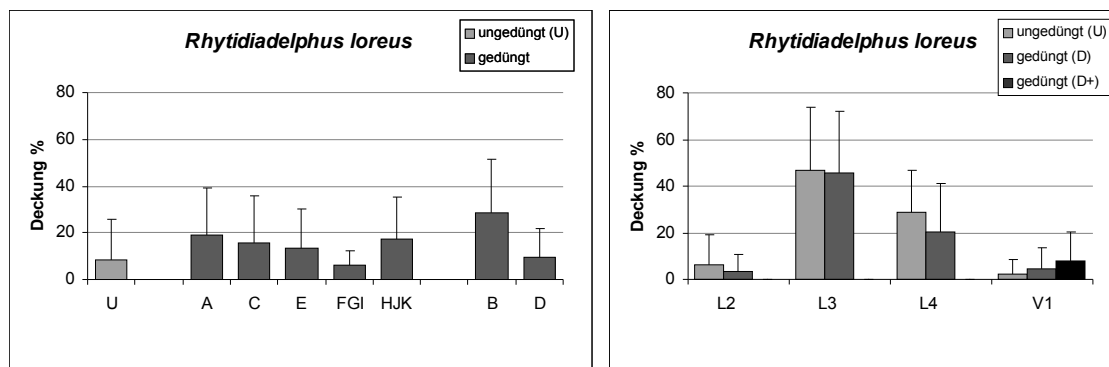 Rhytidiadelphus loreus
ungedüngt (U)
gedüngt
Deckung %
80
60
40
20
0
U A C E FGI HJK B D
Rhytidiadelphus loreus
ungedüngt (U)
gedüngt (D)
gedüngt (D+)
Deckung %
80
60
40
20
0
L2 L3 L4 V1